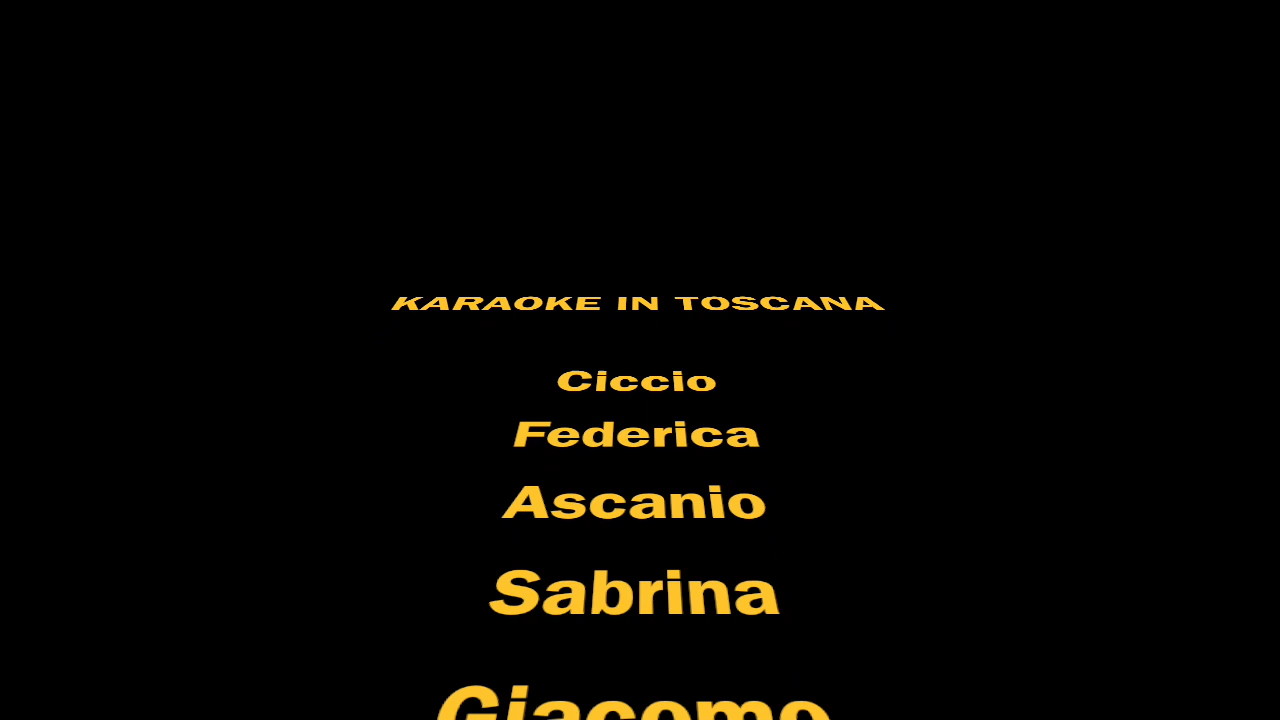 KARAOKE IN TOSCANA
Ciccio
Federica
Ascanio
Sabrina
Giacomo